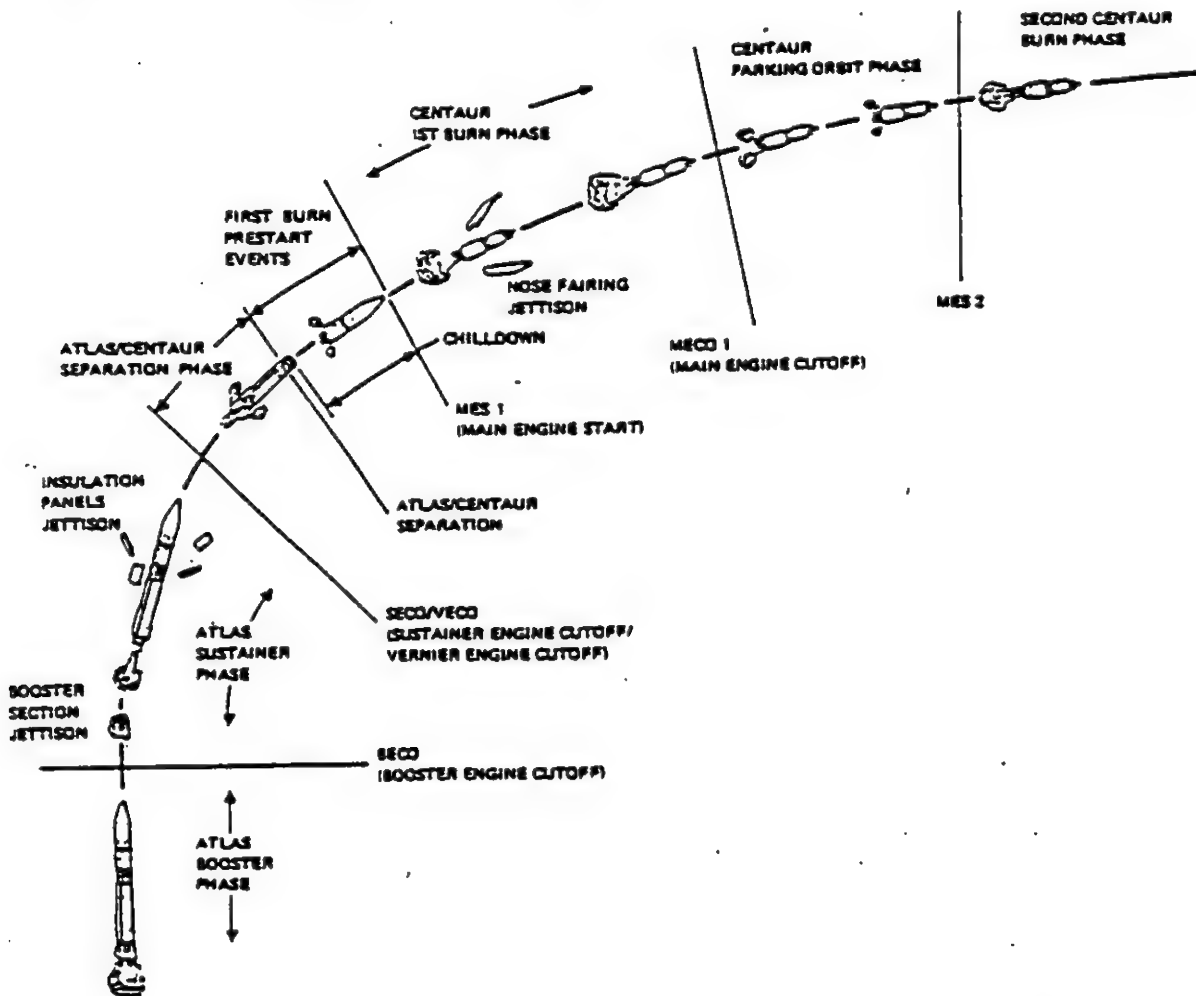 SECOND CENTAUR
BURN PHASE
CENTAUR
PARKING ORBIT PHASE
CENTAUR
1ST BURN PHASE
FIRST BURN
PRESTART
EVENTS
NOSE FAIRING
JETTISON
MES 2
ATLAS/CENTAUR
SEPARATION PHASE
CHILLDOWN
MECO 1
(MAIN ENGINE CUTOFF)
MES 1
(MAIN ENGINE START)
INSULATION
PANELS
JETTISON
ATLAS/CENTAUR
SEPARATION
SECO/VECO
(SUSTAINER ENGINE CUTOFF/
VERNIER ENGINE CUTOFF)
ATLAS
SUSTAINER
PHASE
BOOSTER
SECTION
JETTISON
BECO
(BOOSTER ENGINE CUTOFF)
ATLAS
BOOSTER
PHASE